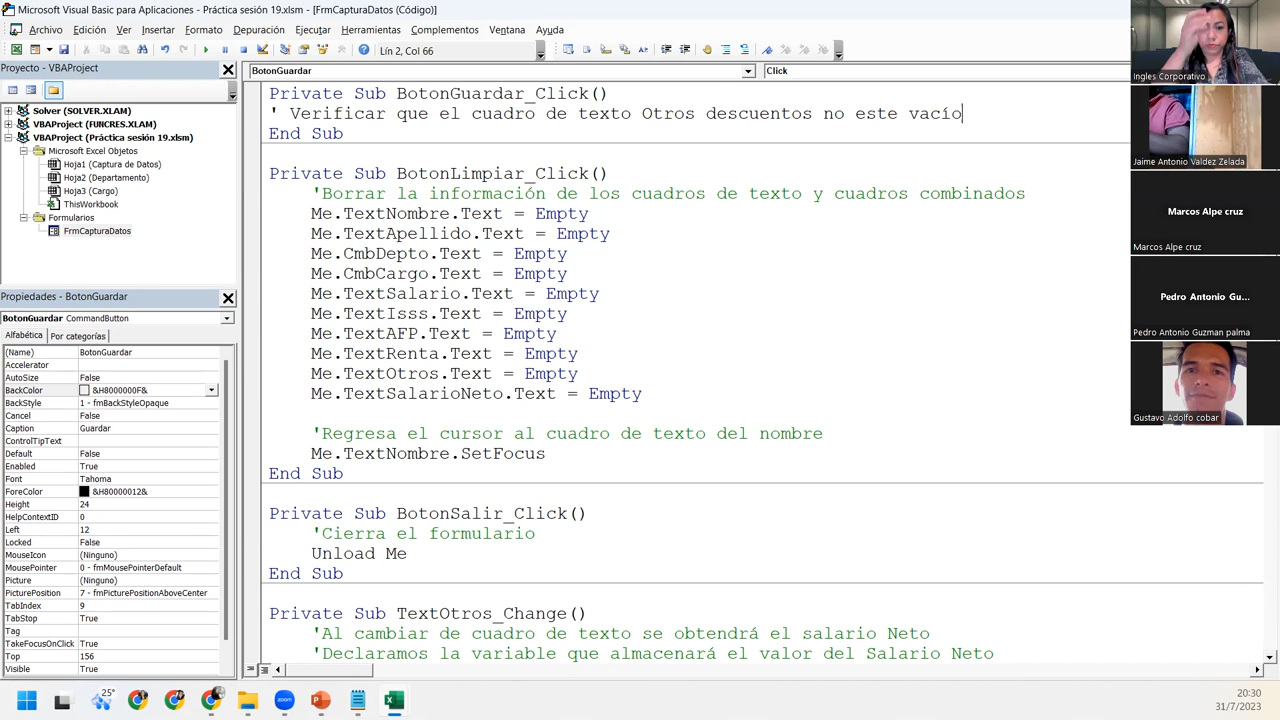 Microsoft Visual Basic para Aplicaciones - Práctica sesión 19.xlsm - [FrmCapturaDatos (Código)]
Archivo Edición Ver Insertar Formato Depuración Ejecutar Herramientas Complementos Ventana Ayuda
Lín 2, Col 66
Proyecto - VBAProject
Solver (SOLVER.XLAM)
VBAProject (FUNCRES.XLAM)
VBAProject (Práctica sesión 19.xlsm)
Microsoft Excel Objetos
Hoja1 (Captura de Datos)
Hoja2 (Departamento)
Hoja3 (Cargo)
ThisWorkbook
Formularios
FrmCapturaDatos
Propiedades - BotonGuardar
BotonGuardar CommandButton
Alfabética Por categorías
(Name) BotonGuardar
Accelerator
AutoSize False
BackColor &H8000000F&
BackStyle 1 - fmBackStyleOpaque
Cancel False
Caption Guardar
ControlTipText
Default False
Enabled True
Font Tahoma
ForeColor &H80000012&
Height 24
HelpContextID 0
Left 12
Locked False
MouseIcon (Ninguno)
MousePointer 0 - fmMousePointerDefault
Picture (Ninguno)
PicturePosition 7 - fmPicturePositionAboveCenter
TabIndex 9
TabStop True
Tag
TakeFocusOnClick True
Top 156
Visible True
BotonGuardar Click
Private Sub BotonGuardar_Click()
' Verificar que el cuadro de texto Otros descuentos no este vacío
End Sub
Private Sub BotonLimpiar_Click()
'Borrar la información de los cuadros de texto y cuadros combinados
Me.TextNombre.Text = Empty
Me.TextApellido.Text = Empty
Me.CmbDepto.Text = Empty
Me.CmbCargo.Text = Empty
Me.TextSalario.Text = Empty
Me.TextIsss.Text = Empty
Me.TextAFP.Text = Empty
Me.TextRenta.Text = Empty
Me.TextOtros.Text = Empty
Me.TextSalarioNeto.Text = Empty
'Regresa el cursor al cuadro de texto del nombre
Me.TextNombre.SetFocus
End Sub
Private Sub BotonSalir_Click()
'Cierra el formulario
Unload Me
End Sub
Private Sub TextOtros_Change()
'Al cambiar de cuadro de texto se obtendrá el salario Neto
'Declaramos la variable que almacenará el valor del Salario Neto
Ingles Corporativo
Jaime Antonio Valdez Zelada
Marcos Alpe cruz
Marcos Alpe cruz
Pedro Antonio Gu...
Pedro Antonio Guzman palma
Gustavo Adolfo cobar
25°
zoom
20:30
31/7/2023